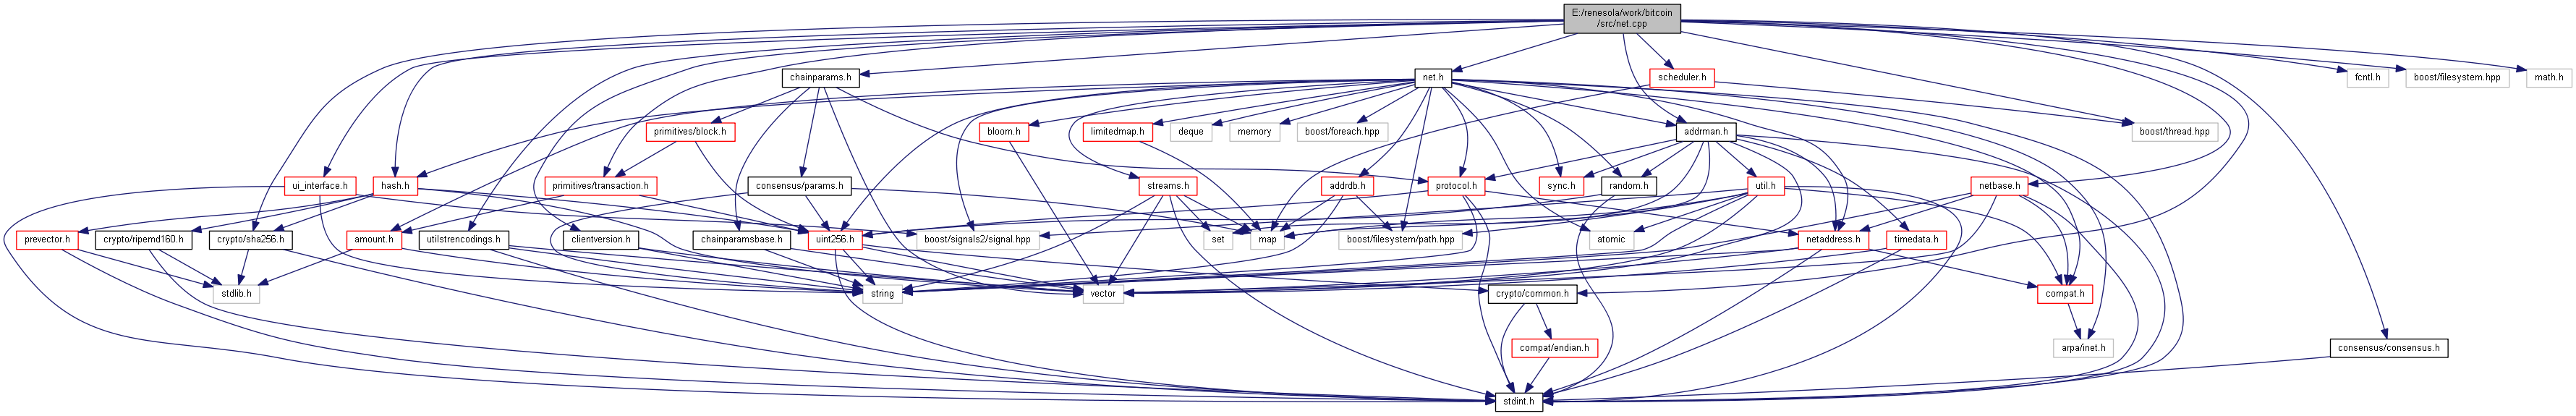 E:/renesola/work/bitcoin
/src/net.cpp
chainparams.h
net.h
scheduler.h
fcntl.h
boost/filesystem.hpp
math.h
primitives/block.h
bloom.h
limitedmap.h
deque
memory
boost/foreach.hpp
addrman.h
boost/thread.hpp
ui_interface.h
hash.h
primitives/transaction.h
consensus/params.h
streams.h
addrdb.h
protocol.h
sync.h
random.h
util.h
netbase.h
prevector.h
crypto/ripemd160.h
crypto/sha256.h
amount.h
utilstrencodings.h
clientversion.h
chainparamsbase.h
uint256.h
boost/signals2/signal.hpp
set
map
boost/filesystem/path.hpp
atomic
netaddress.h
timedata.h
stdlib.h
string
vector
crypto/common.h
compat.h
compat/endian.h
arpa/inet.h
consensus/consensus.h
stdint.h